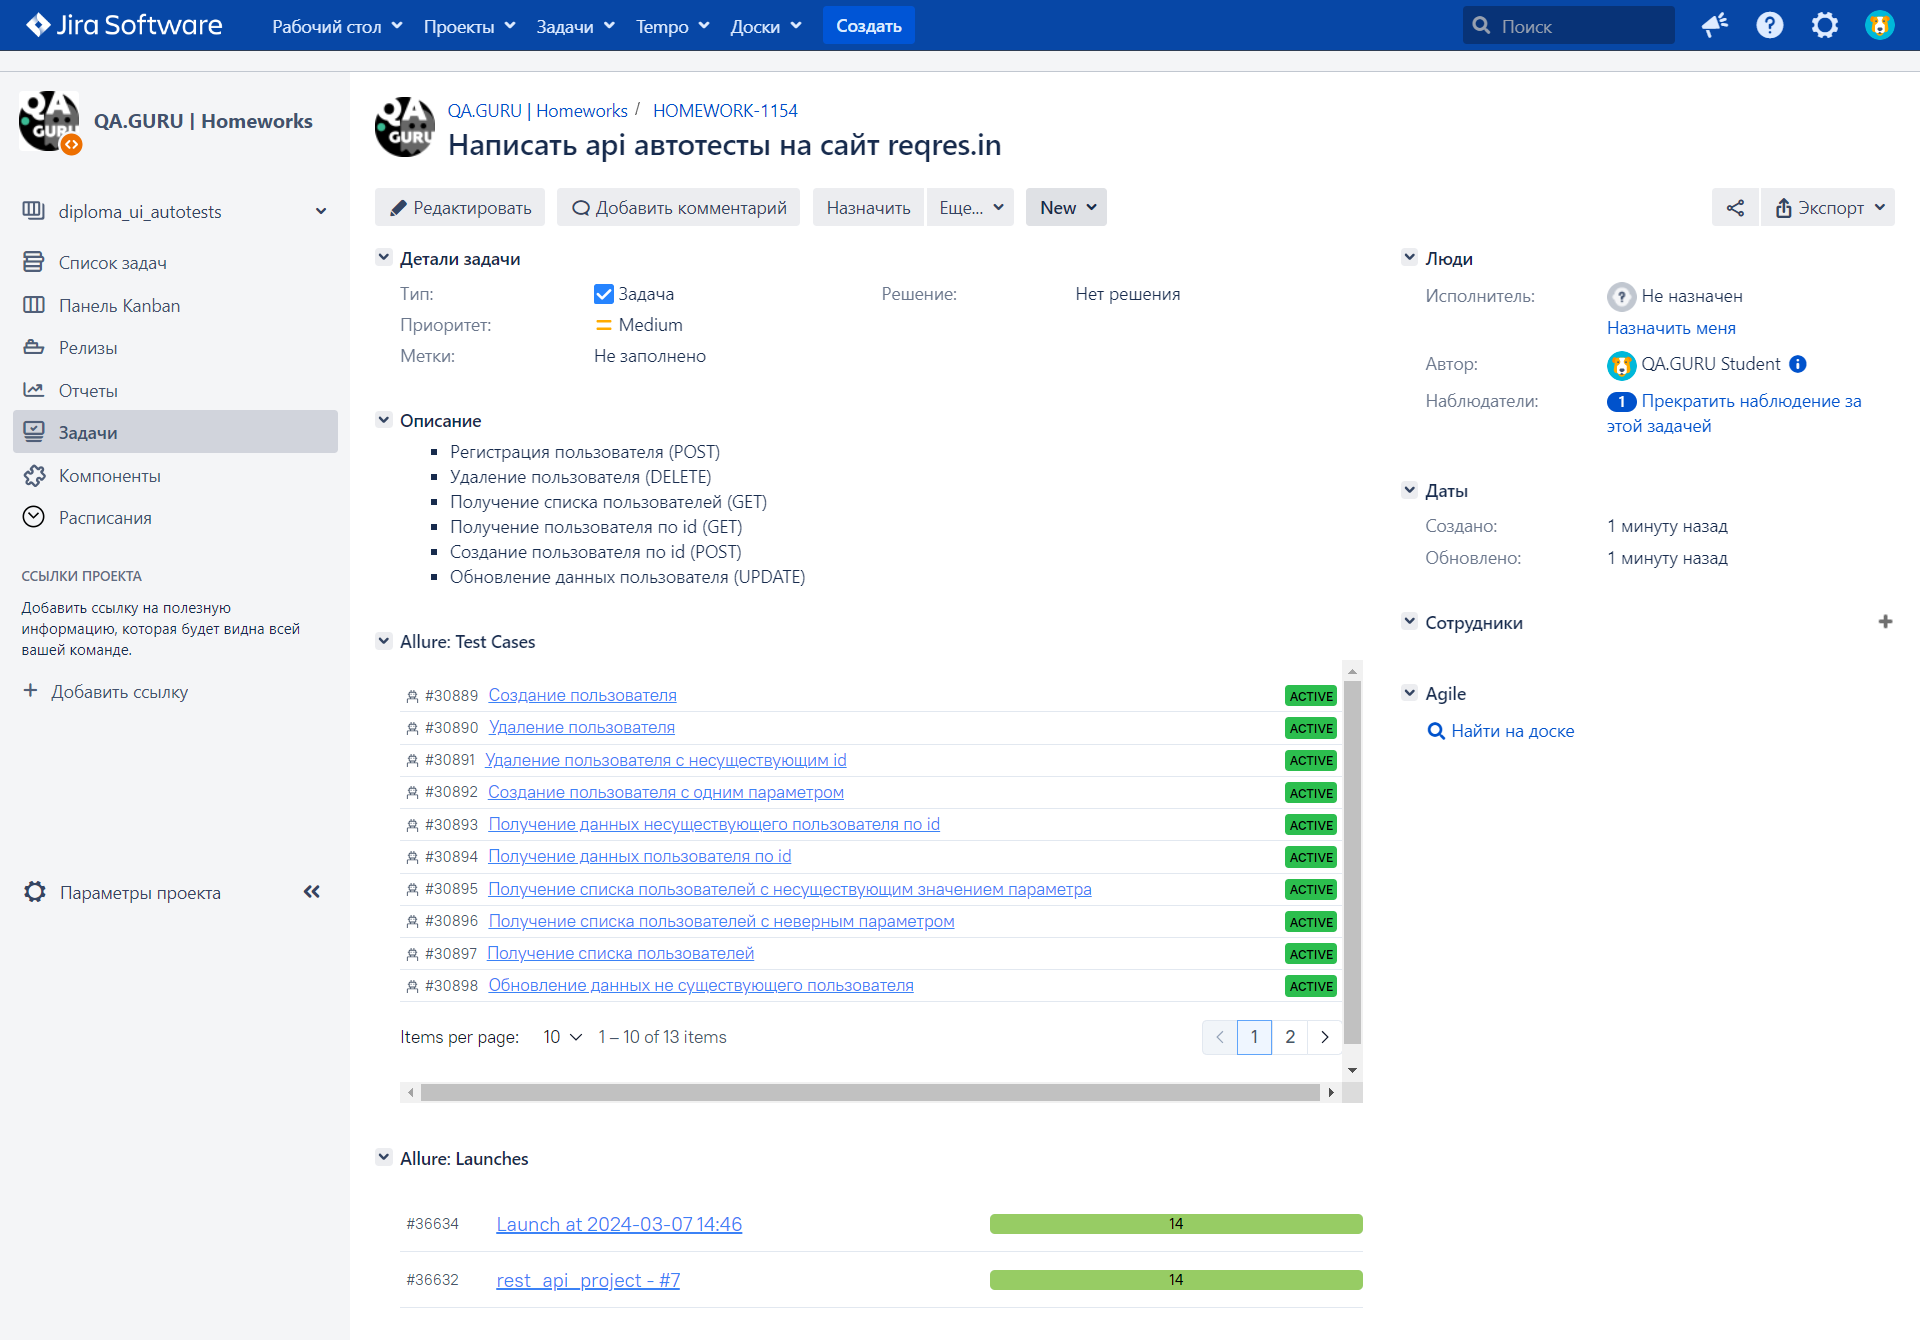 Jira Software
Рабочий стол
Проекты
Задачи
Tempo
Доски
Создать
Поиск
QA GURU
QA.GURU | Homeworks
diploma_ui_autotests
Список задач
Панель Kanban
Релизы
Отчеты
Задачи
Компоненты
Расписания
ССЫЛКИ ПРОЕКТА
Добавить ссылку на полезную
информацию, которая будет видна всей
вашей команде.
Добавить ссылку
Параметры проекта
QA GURU
QA.GURU | Homeworks / HOMEWORK-1154
Написать api автотесты на сайт reqres.in
Редактировать
Добавить комментарий
Назначить
Еще...
New
Экспорт
Детали задачи
Тип: Задача
Решение: Нет решения
Приоритет: Medium
Метки: Не заполнено
Описание
Регистрация пользователя (POST)
Удаление пользователя (DELETE)
Получение списка пользователей (GET)
Получение пользователя по id (GET)
Создание пользователя по id (POST)
Обновление данных пользователя (UPDATE)
Allure: Test Cases
#30889 Создание пользователя ACTIVE
#30890 Удаление пользователя ACTIVE
#30891 Удаление пользователя с несуществующим id ACTIVE
#30892 Создание пользователя с одним параметром ACTIVE
#30893 Получение данных несуществующего пользователя по id ACTIVE
#30894 Получение данных пользователя по id ACTIVE
#30895 Получение списка пользователей с несуществующим значением параметра ACTIVE
#30896 Получение списка пользователей с неверным параметром ACTIVE
#30897 Получение списка пользователей ACTIVE
#30898 Обновление данных не существующего пользователя ACTIVE
Items per page: 10 1 – 10 of 13 items 1 2
Allure: Launches
#36634 Launch at 2024-03-07 14:46 14
#36632 rest_api_project - #7 14
Люди
Исполнитель: Не назначен
Назначить меня
Автор: QA.GURU Student
Наблюдатели: 1 Прекратить наблюдение за
этой задачей
Даты
Создано: 1 минуту назад
Обновлено: 1 минуту назад
Сотрудники
Agile
Найти на доске